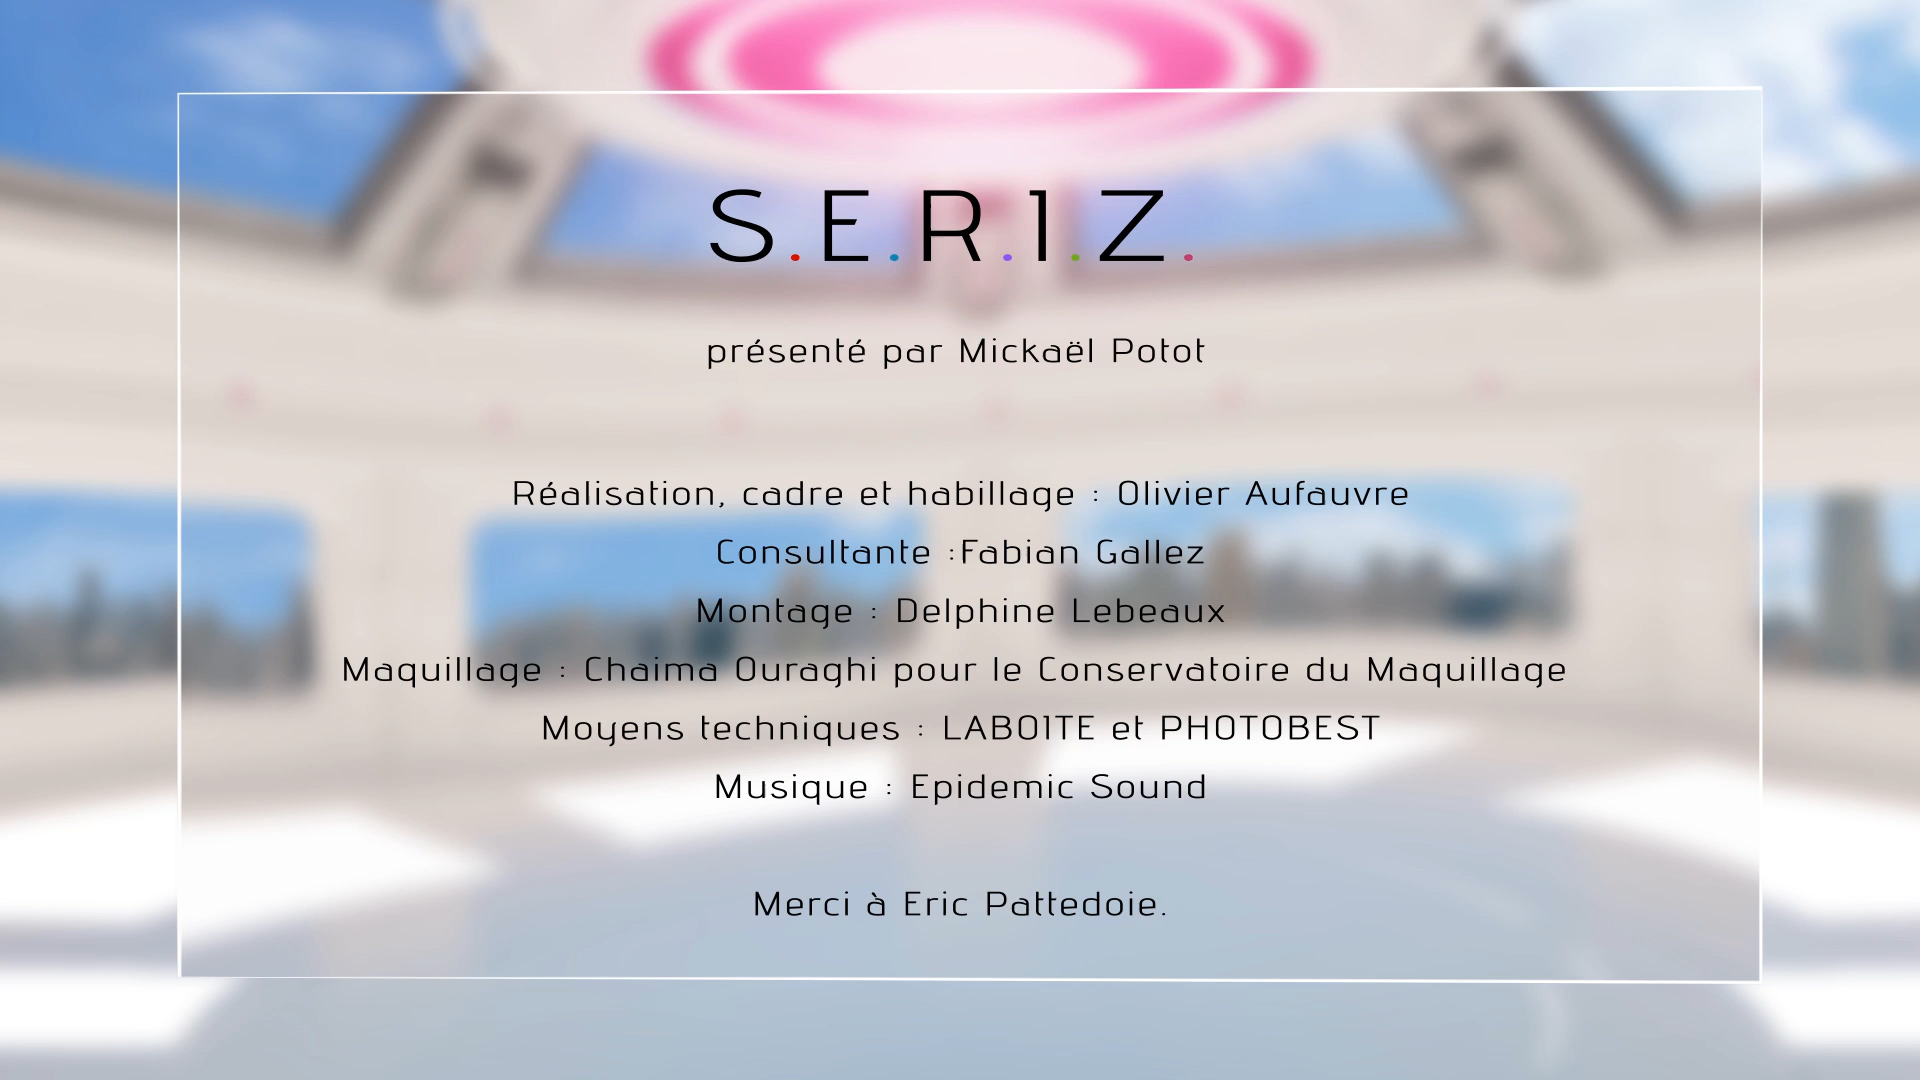 S.E.R.I.Z.
présenté par Mickaël Potot
Réalisation, cadre et habillage : Olivier Aufauvre
Consultante :Fabian Gallez
Montage : Delphine Lebeaux
Maquillage : Chaima Ouraghi pour le Conservatoire du Maquillage
Moyens techniques : LABOITE et PHOTOBEST
Musique : Epidemic Sound
Merci à Eric Pattedoie.